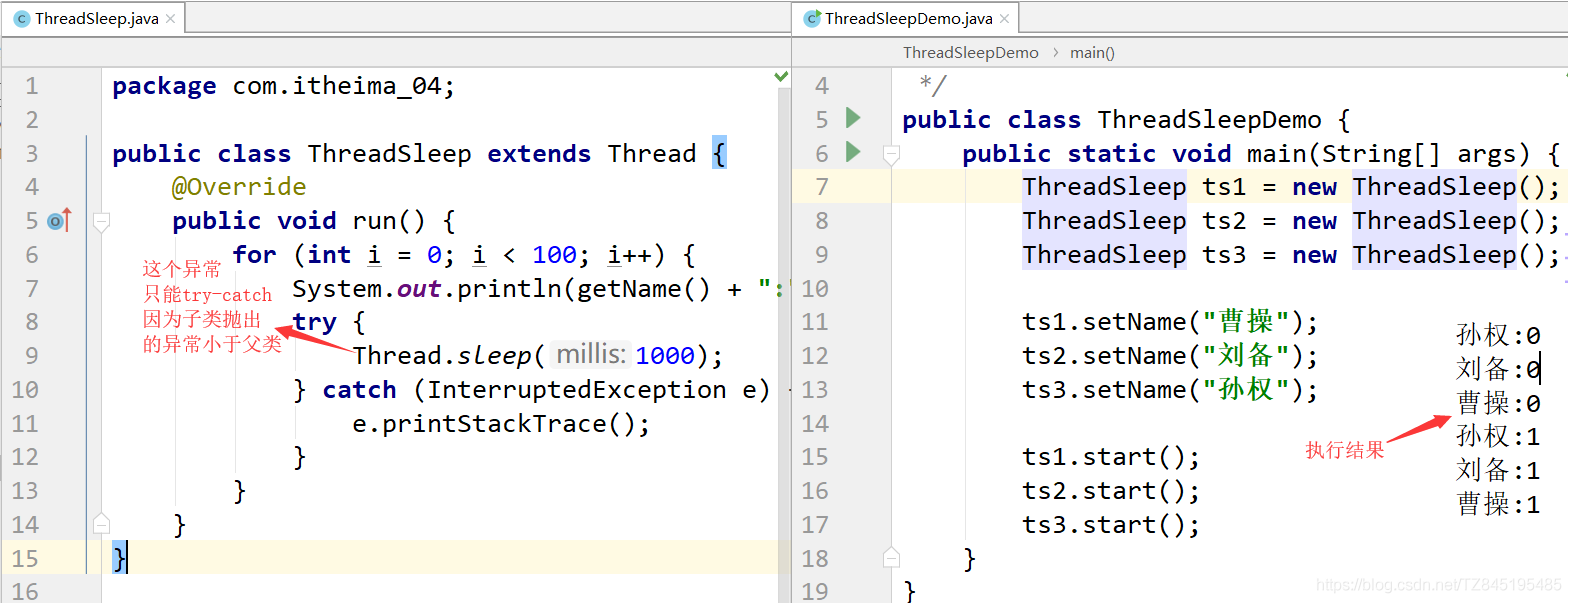 ThreadSleep.java
1 package com.itheima_04;
2
3 public class ThreadSleep extends Thread {
4 @Override
5 public void run() {
6 for (int i = 0; i < 100; i++) {
7 System.out.println(getName() + ":"
8 try {
9 Thread.sleep( millis: 1000);
10 } catch (InterruptedException e)
11 e.printStackTrace();
12 }
13 }
14 }
15 }
16
这个异常
只能try-catch
因为子类抛出
的异常小于父类
ThreadSleepDemo.java
ThreadSleepDemo > main()
4 */
5 public class ThreadSleepDemo {
6 public static void main(String[] args) {
7 ThreadSleep ts1 = new ThreadSleep();
8 ThreadSleep ts2 = new ThreadSleep();
9 ThreadSleep ts3 = new ThreadSleep();
10
11 ts1.setName("曹操");
12 ts2.setName("刘备");
13 ts3.setName("孙权");
14
15 ts1.start();
16 ts2.start();
17 ts3.start();
18 }
19 }
执行结果
孙权:0
刘备:0
曹操:0
孙权:1
刘备:1
曹操:1
https://blog.csdn.net/TZ845195485